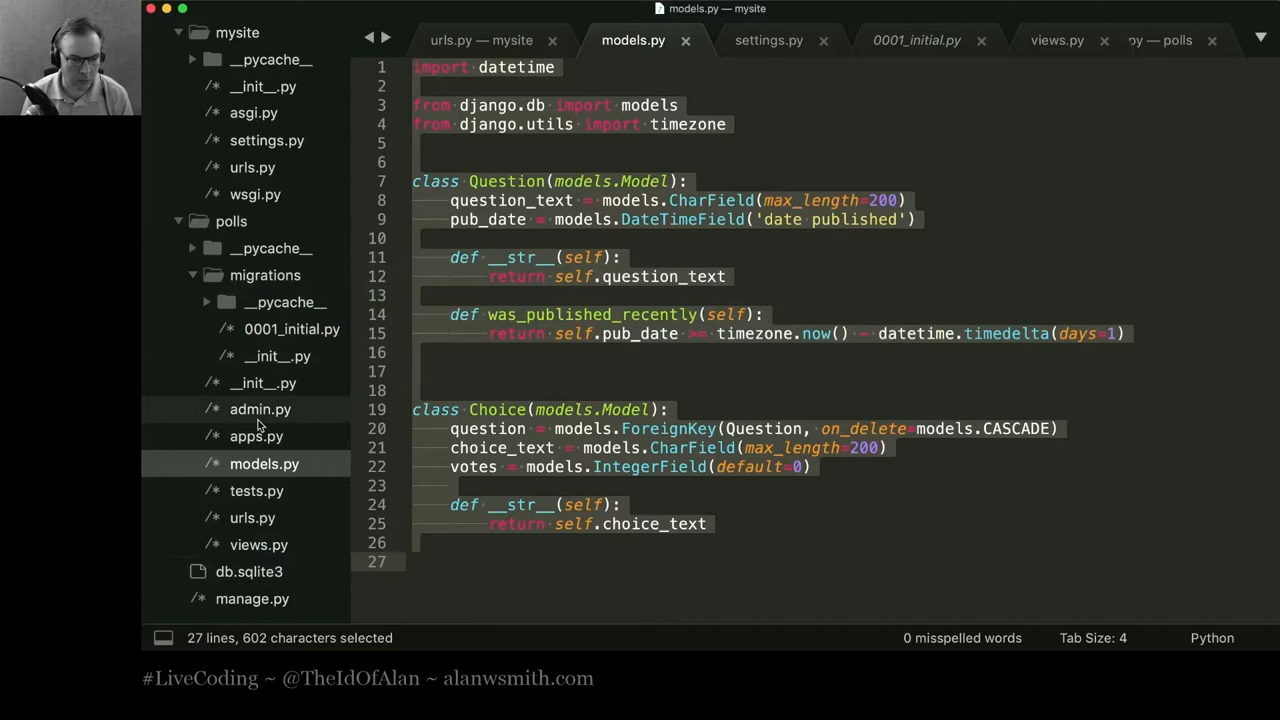 models.py — mysite
mysite
__pycache__
__init__.py
asgi.py
settings.py
urls.py
wsgi.py
polls
__pycache__
migrations
__pycache__
0001_initial.py
__init__.py
__init__.py
admin.py
apps.py
models.py
tests.py
urls.py
views.py
db.sqlite3
manage.py
urls.py — mysite
models.py
settings.py
0001_initial.py
views.py
py — polls
1 import datetime
2
3 from django.db import models
4 from django.utils import timezone
5
6
7 class Question(models.Model):
8 question_text = models.CharField(max_length=200)
9 pub_date = models.DateTimeField('date published')
10
11 def __str__(self):
12 return self.question_text
13
14 def was_published_recently(self):
15 return self.pub_date >= timezone.now() - datetime.timedelta(days=1)
16
17
18
19 class Choice(models.Model):
20 question = models.ForeignKey(Question, on_delete=models.CASCADE)
21 choice_text = models.CharField(max_length=200)
22 votes = models.IntegerField(default=0)
23
24 def __str__(self):
25 return self.choice_text
26
27
27 lines, 602 characters selected
0 misspelled words
Tab Size: 4
Python
#LiveCoding ~ @TheIdOfAlan ~ alanwsmith.com